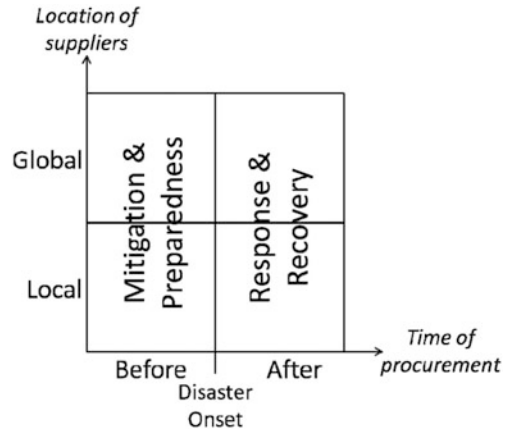 Location of
suppliers
Global
Local
Mitigation &
Preparedness
Response &
Recovery
Before
After
Disaster
Onset
Time of
procurement